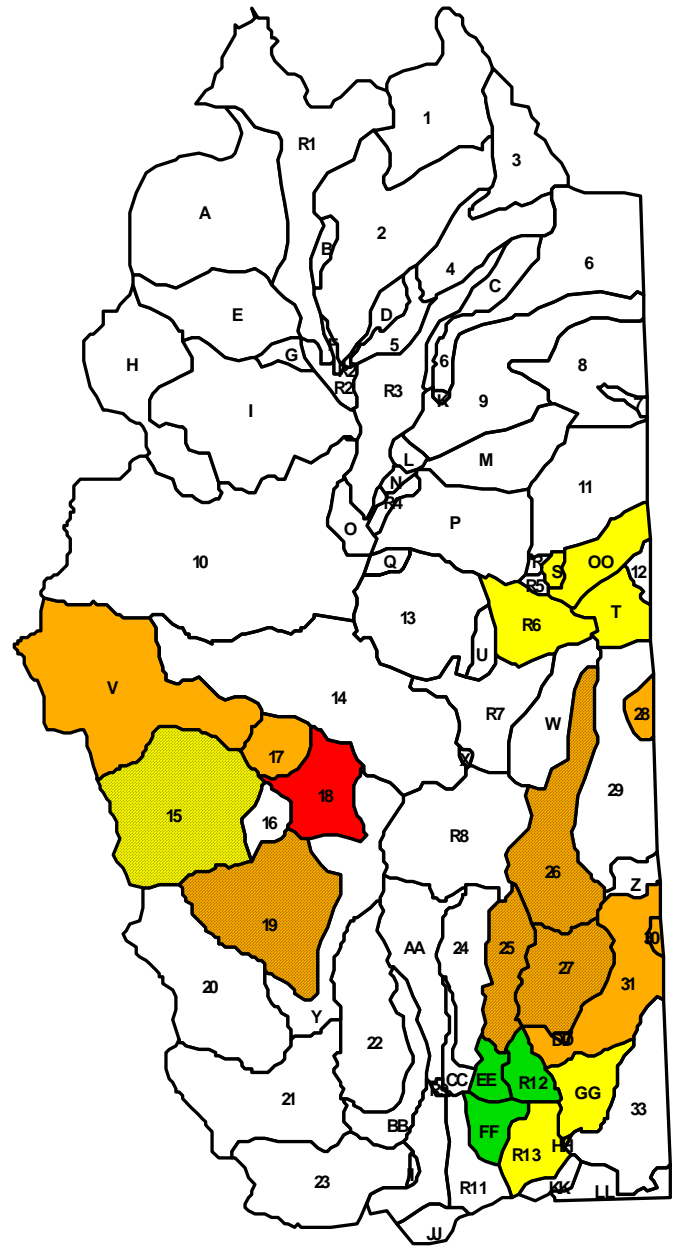 1
R1
3
A
2
B
6
4
C
E
D
F
5
G
H
R2
6
8
R3
K
9
I
L
M
N
R4
11
O
P
10
Q
S
OO
12
R5
T
13
R6
U
V
14
R7
W
28
17
X
18
29
15
16
R8
26
Z
19
AA
24
25
30
27
31
20
Y
DD
22
CC
EE
R12
GG
33
21
BB
FF
R13
23
R11
KK
LL
JJ